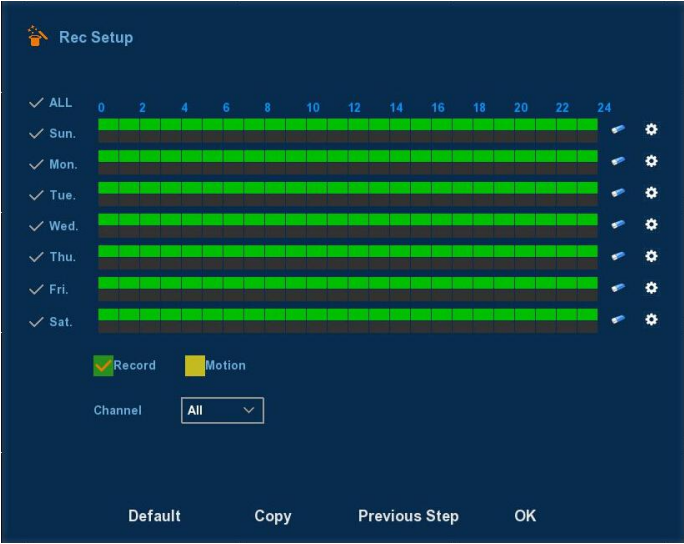 Rec Setup
ALL 0 2 4 6 8 10 12 14 16 18 20 22 24
Sun.
Mon.
Tue.
Wed.
Thu.
Fri.
Sat.
Record Motion
Channel All
Default Copy Previous Step OK